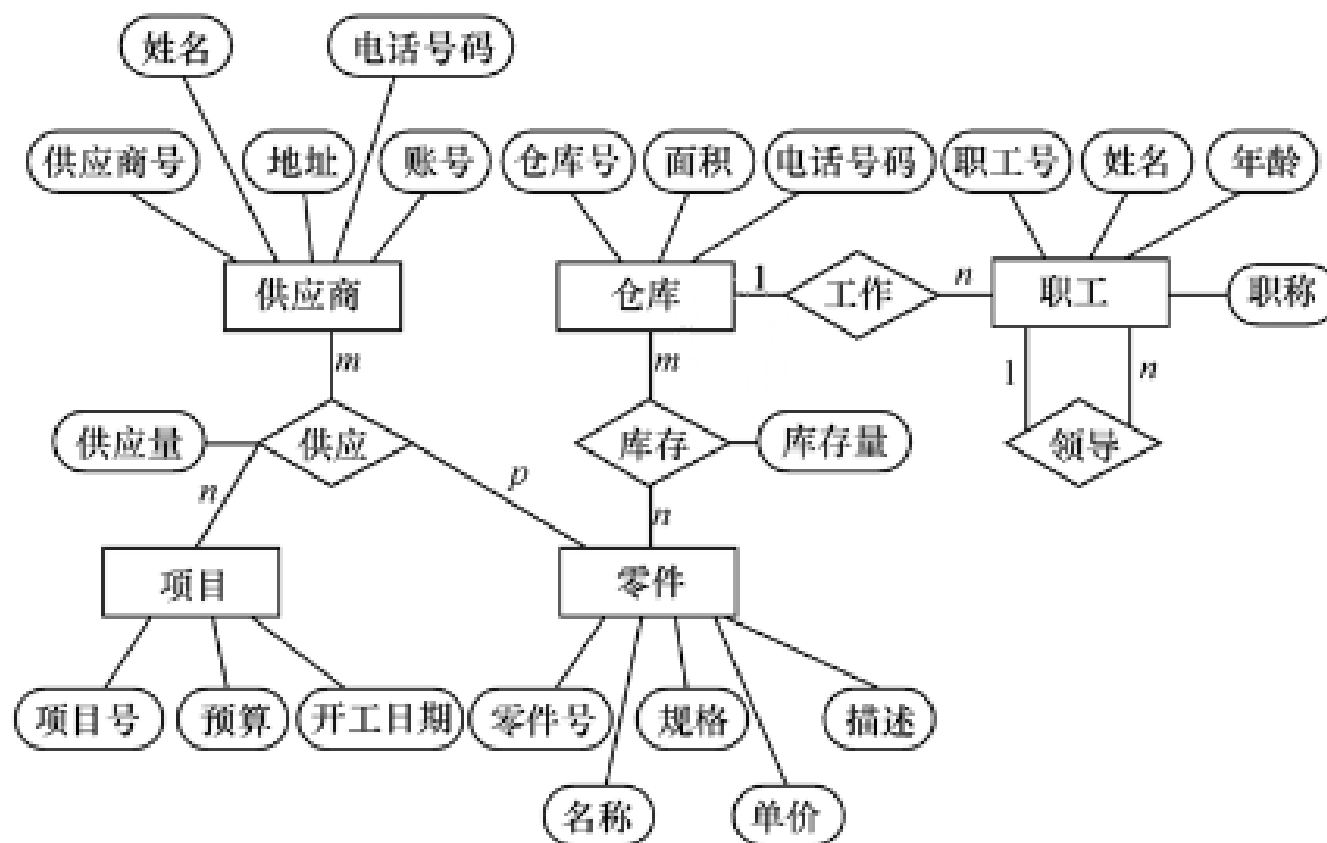 姓名 电话号码
供应商号 地址 账号 仓库号 面积 电话号码 职工号 姓名 年龄
供应商 仓库 1 工作 n 职工 职称
m m 1 n
供应量 供应 库存 库存量 领导
n p n
项目 零件
项目号 预算 开工日期 零件号 规格 描述
名称 单价